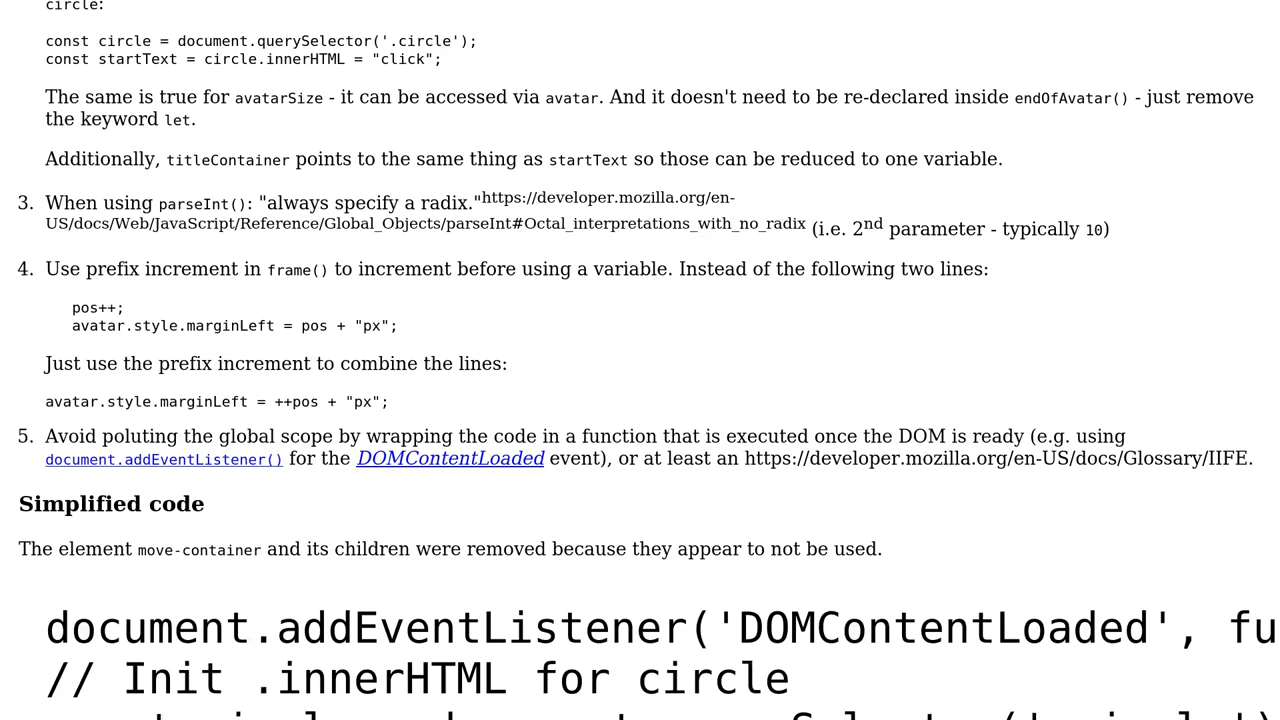 circle:
const circle = document.querySelector('.circle');
const startText = circle.innerHTML = "click";
The same is true for avatarSize - it can be accessed via avatar. And it doesn't need to be re-declared inside endOfAvatar() - just remove
the keyword let.
Additionally, titleContainer points to the same thing as startText so those can be reduced to one variable.
3. When using parseInt(): "always specify a radix."https://developer.mozilla.org/en-
US/docs/Web/JavaScript/Reference/Global_Objects/parseInt#Octal_interpretations_with_no_radix (i.e. 2nd parameter - typically 10)
4. Use prefix increment in frame() to increment before using a variable. Instead of the following two lines:
pos++;
avatar.style.marginLeft = pos + "px";
Just use the prefix increment to combine the lines:
avatar.style.marginLeft = ++pos + "px";
5. Avoid poluting the global scope by wrapping the code in a function that is executed once the DOM is ready (e.g. using
document.addEventListener() for the DOMContentLoaded event), or at least an https://developer.mozilla.org/en-US/docs/Glossary/IIFE.
Simplified code
The element move-container and its children were removed because they appear to not be used.
document.addEventListener('DOMContentLoaded', fu
// Init .innerHTML for circle